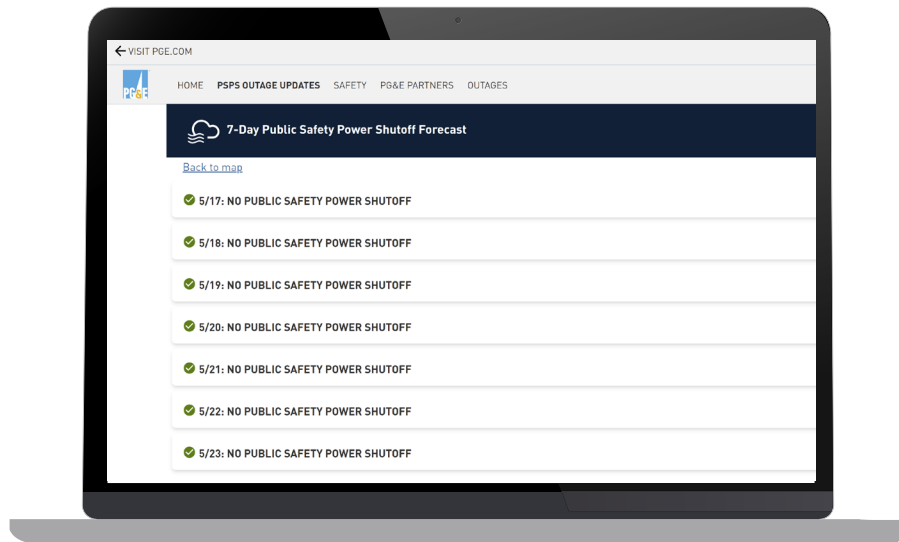 VISIT PGE.COM
PG&E
HOME PSPS OUTAGE UPDATES SAFETY PG&E PARTNERS OUTAGES
7-Day Public Safety Power Shutoff Forecast
Back to map
5/17: NO PUBLIC SAFETY POWER SHUTOFF
5/18: NO PUBLIC SAFETY POWER SHUTOFF
5/19: NO PUBLIC SAFETY POWER SHUTOFF
5/20: NO PUBLIC SAFETY POWER SHUTOFF
5/21: NO PUBLIC SAFETY POWER SHUTOFF
5/22: NO PUBLIC SAFETY POWER SHUTOFF
5/23: NO PUBLIC SAFETY POWER SHUTOFF